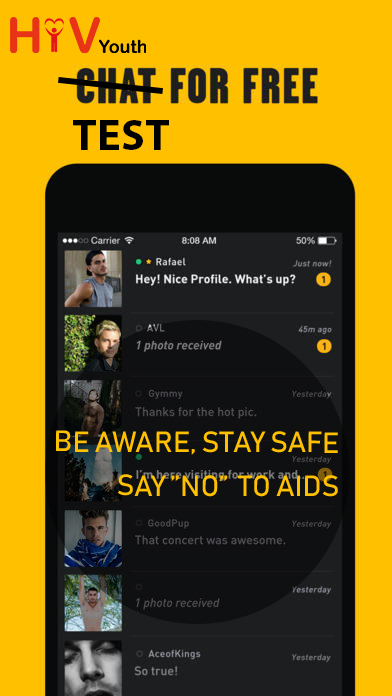 HiV Youth
CHAT FOR FREE
TEST
Carrier 8:08 AM 50%
Rafael Just now!
Hey! Nice Profile. What's up? 1
AVL 45m ago
1 photo received 1
Gymmy Yesterday
Thanks for the hot pic,
BE AWARE, STAY SAFE
Yesterday
I'm here visiting for work and... 1
SAY "NO" TO AIDS
GoodPup Yesterday
That concert was awesome.
Yesterday
1 photo received
AceofKings Yesterday
So true!